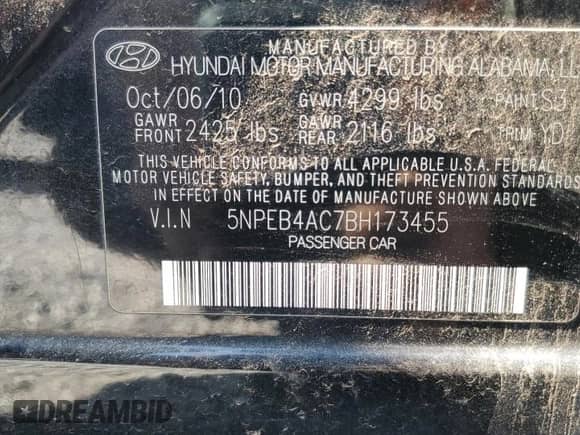 MANUFACTURED BY
HYUNDAI MOTOR MANUFACTURING ALABAMA, LL
Oct/06/10 GVWR 4299 lbs PAINT S3
GAWR FRONT 2425 lbs GAWR REAR 2116 lbs TRIM YD
THIS VEHICLE CONFORMS TO ALL APPLICABLE U.S.A. FEDERAL
MOTOR VEHICLE SAFETY, BUMPER, AND THEFT PREVENTION STANDARDS
IN EFFECT ON THE DATE OF MANUFACTURE SHOWN ABOVE
V.I.N 5NPEB4AC7BH173455
PASSENGER CAR
DREAMBID